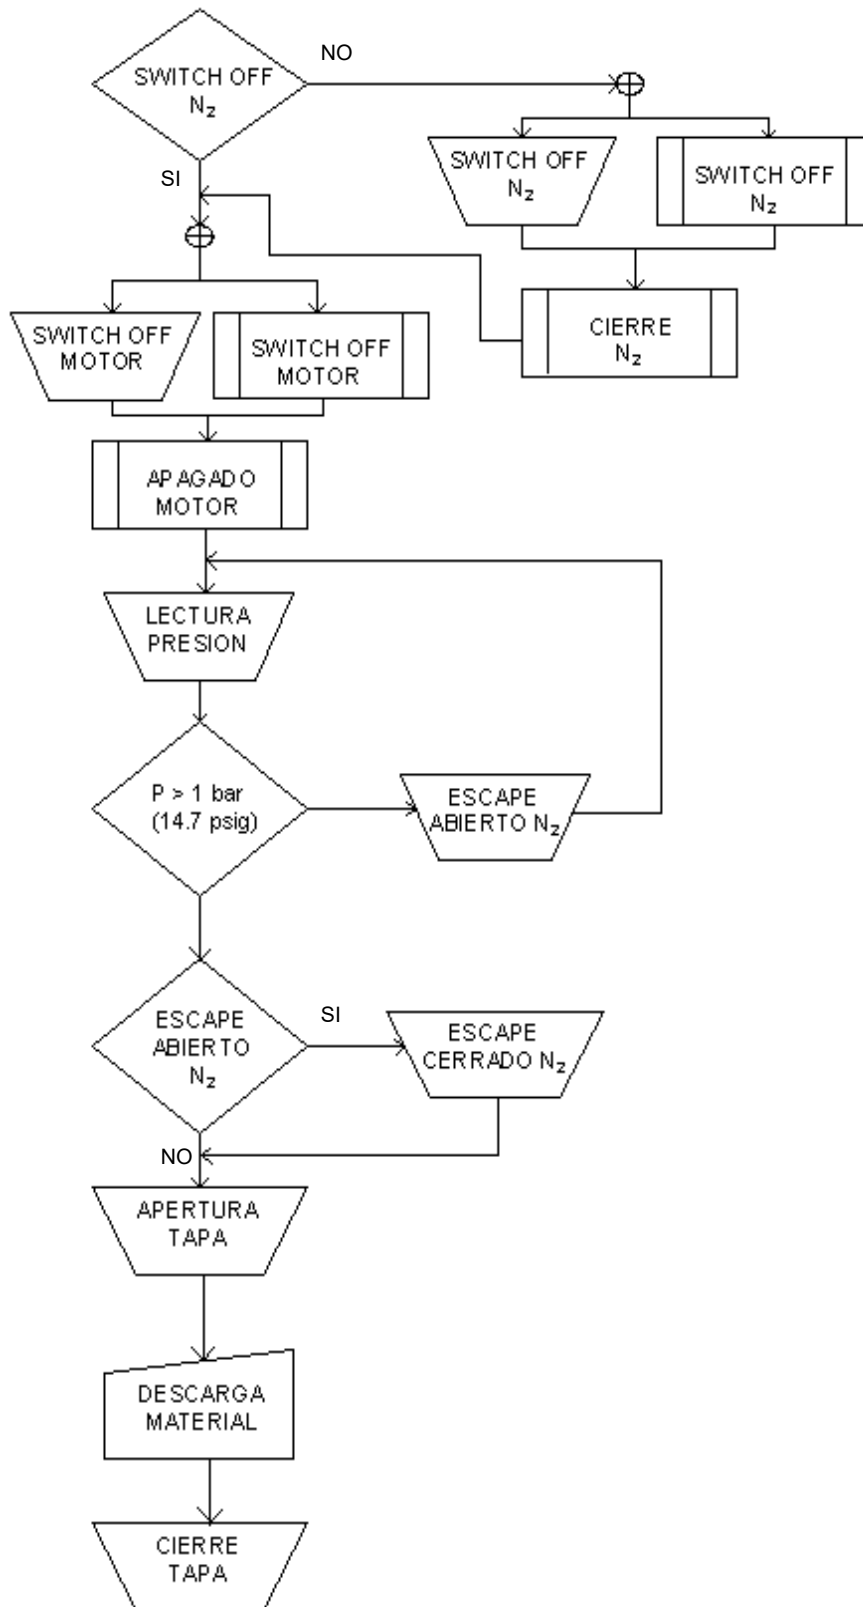 SWITCH OFF
N₂
NO
SWITCH OFF
N₂
SWITCH OFF
N₂
SI
CIERRE
N₂
SWITCH OFF
MOTOR
SWITCH OFF
MOTOR
APAGADO
MOTOR
LECTURA
PRESION
P > 1 bar
(14.7 psig)
ESCAPE
ABIERTO N₂
ESCAPE
ABIERTO
N₂
SI
ESCAPE
CERRADO N₂
NO
APERTURA
TAPA
DESCARGA
MATERIAL
CIERRE
TAPA